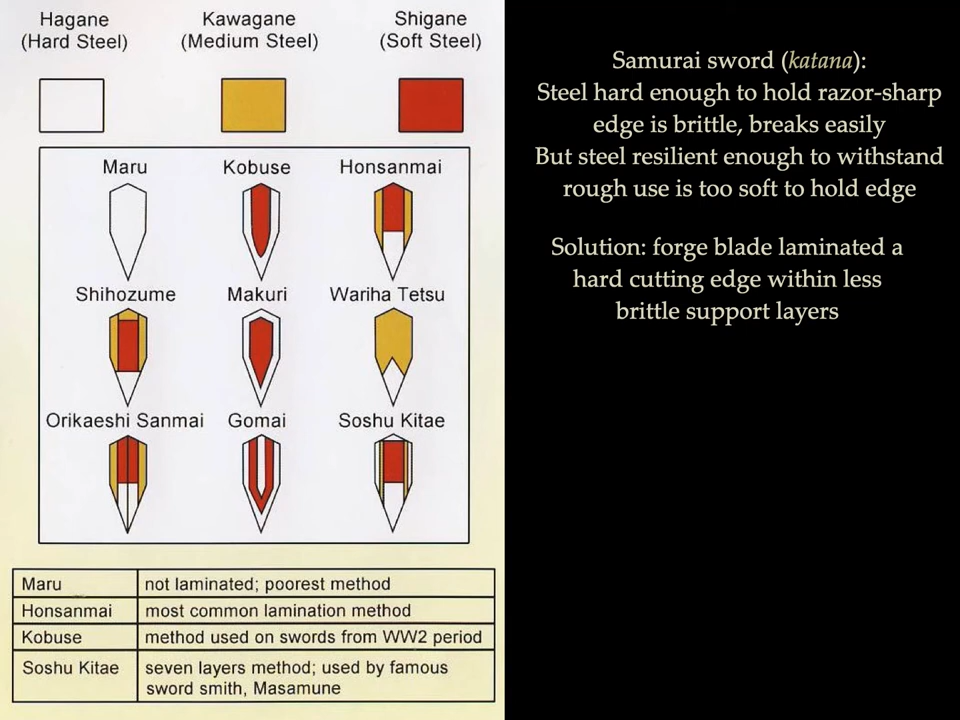 Hagane
(Hard Steel)
Kawagane
(Medium Steel)
Shigane
(Soft Steel)
Maru
Kobuse
Honsanmai
Shihozume
Makuri
Wariha Tetsu
Orikaeshi Sanmai
Gomai
Soshu Kitae
Maru
not laminated; poorest method
Honsanmai
most common lamination method
Kobuse
method used on swords from WW2 period
Soshu Kitae
seven layers method; used by famous
sword smith, Masamune
Samurai sword (katana):
Steel hard enough to hold razor-sharp
edge is brittle, breaks easily
But steel resilient enough to withstand
rough use is too soft to hold edge
Solution: forge blade laminated a
hard cutting edge within less
brittle support layers